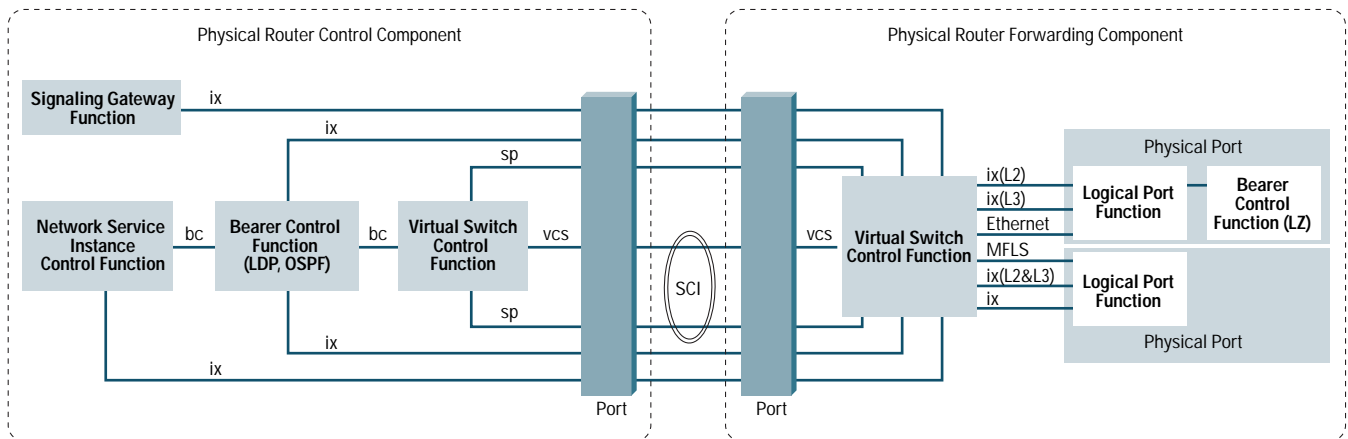 Physical Router Control Component
Physical Router Forwarding Component
Signaling Gateway
Function
ix
ix
sp
Network Service
Instance
Control Function
bc
Bearer Control
Function
(LDP, OSPF)
bc
Virtual Switch
Control
Function
vcs
sp
ix
ix
Port
SCI
Port
vcs
Virtual Switch
Control Function
ix(L2)
ix(L3)
Ethernet
MFLS
ix(L2&L3)
ix
Physical Port
Logical Port
Function
Bearer
Control
Function (LZ)
Logical Port
Function
Physical Port